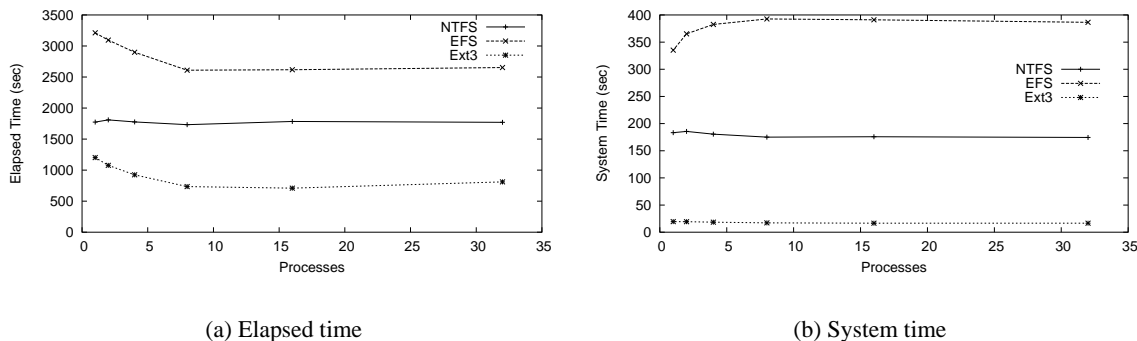 3500
3000
2500
2000
1500
1000
500
0
Elapsed Time (sec)
NTFS
EFS
Ext3
0 5 10 15 20 25 30 35
Processes
(a) Elapsed time
400
350
300
250
200
150
100
50
0
System Time (sec)
NTFS
EFS
Ext3
0 5 10 15 20 25 30 35
Processes
(b) System time